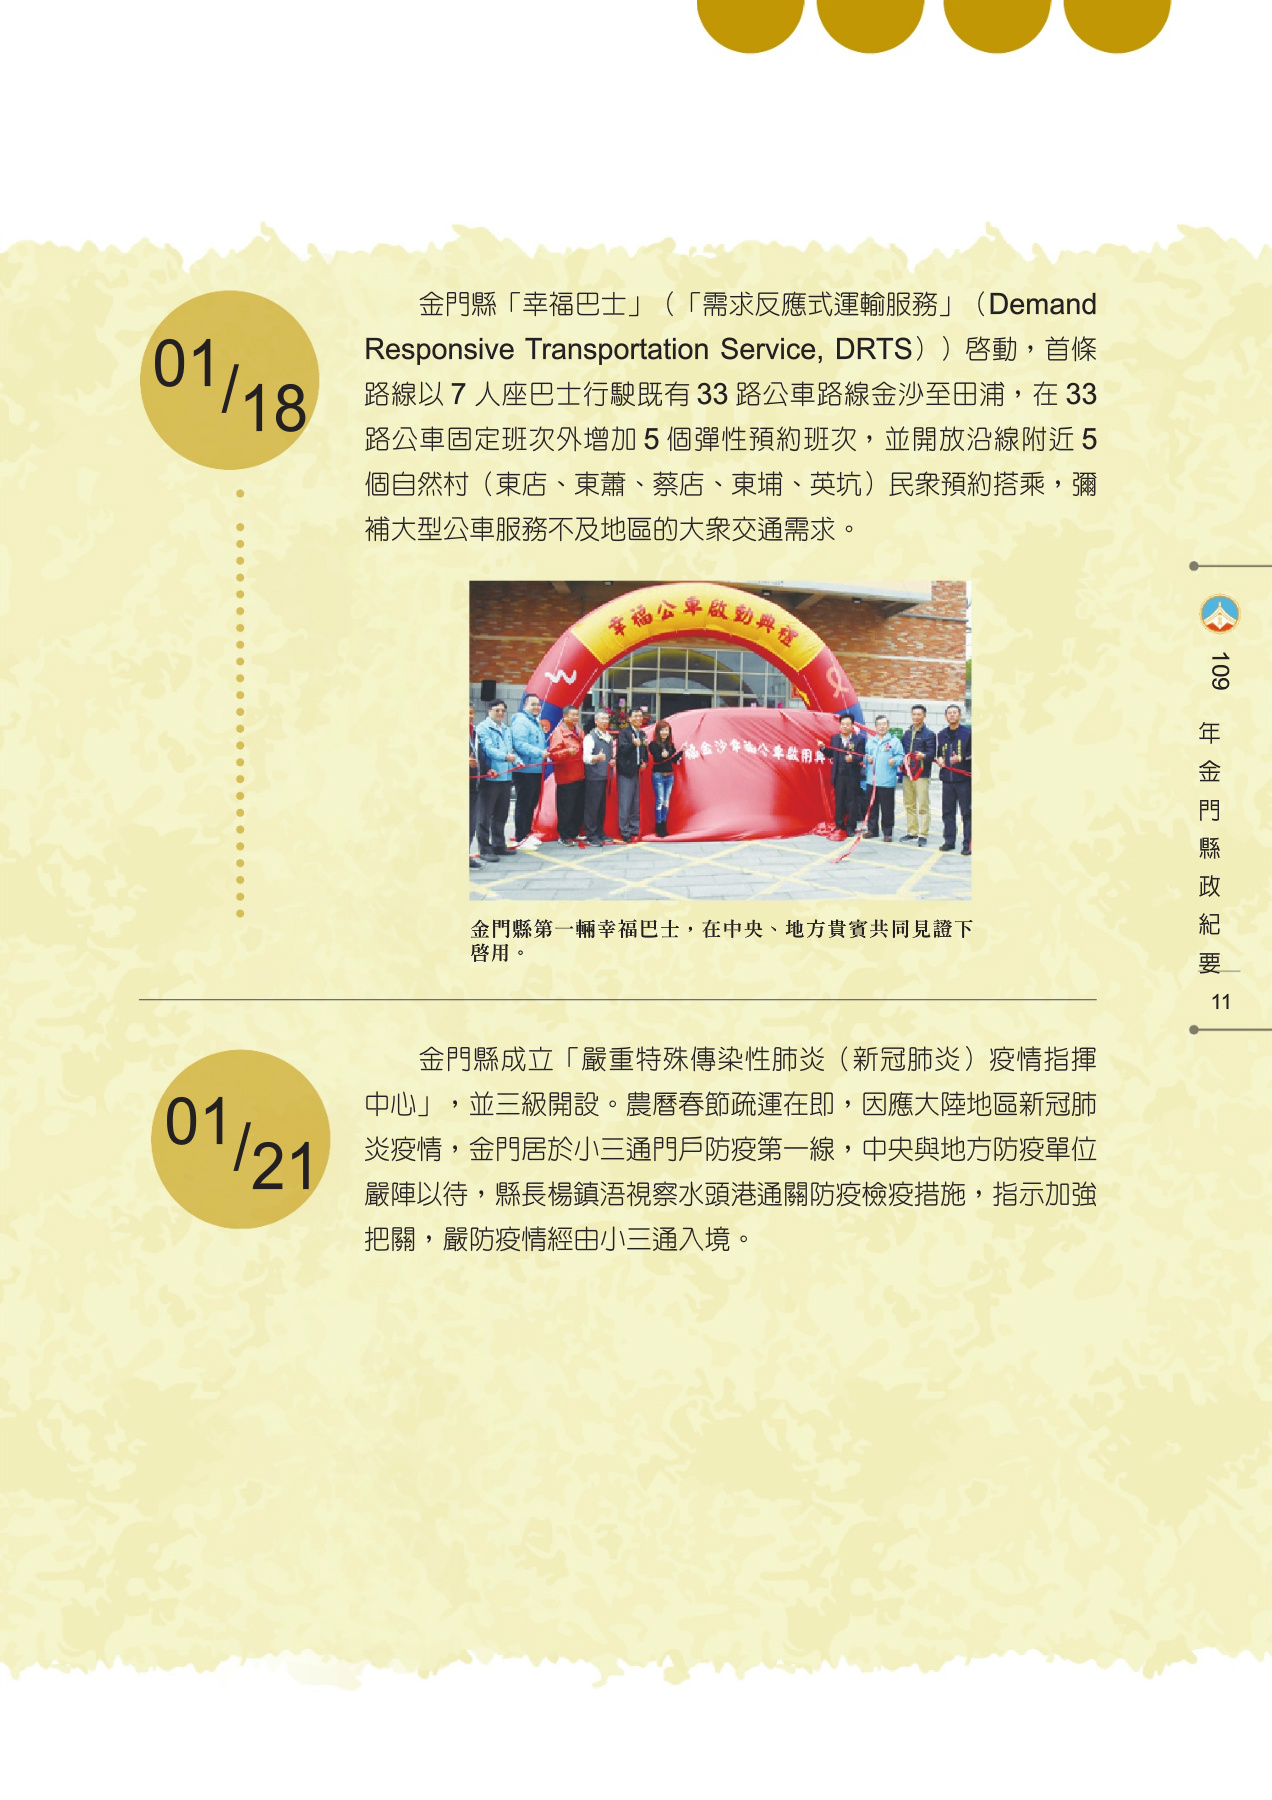 01/18
金門縣「幸福巴士」（「需求反應式運輸服務」（Demand
Responsive Transportation Service, DRTS））啓動，首條
路線以 7 人座巴士行駛既有 33 路公車路線金沙至田浦，在 33
路公車固定班次外增加 5 個彈性預約班次，並開放沿線附近 5
個自然村（東店、東蕭、蔡店、東埔、英坑）民衆預約搭乘，彌
補大型公車服務不及地區的大衆交通需求。
幸福公車啟動典禮
福金沙幸福公車啟用典
金門縣第一輛幸福巴士，在中央、地方貴賓共同見證下
啓用。
01/21
金門縣成立「嚴重特殊傳染性肺炎（新冠肺炎）疫情指揮
中心」，並三級開設。農曆春節疏運在即，因應大陸地區新冠肺
炎疫情，金門居於小三通門戶防疫第一線，中央與地方防疫單位
嚴陣以待，縣長楊鎮浯視察水頭港通關防疫檢疫措施，指示加強
把關，嚴防疫情經由小三通入境。
109 年金門縣政紀要
11